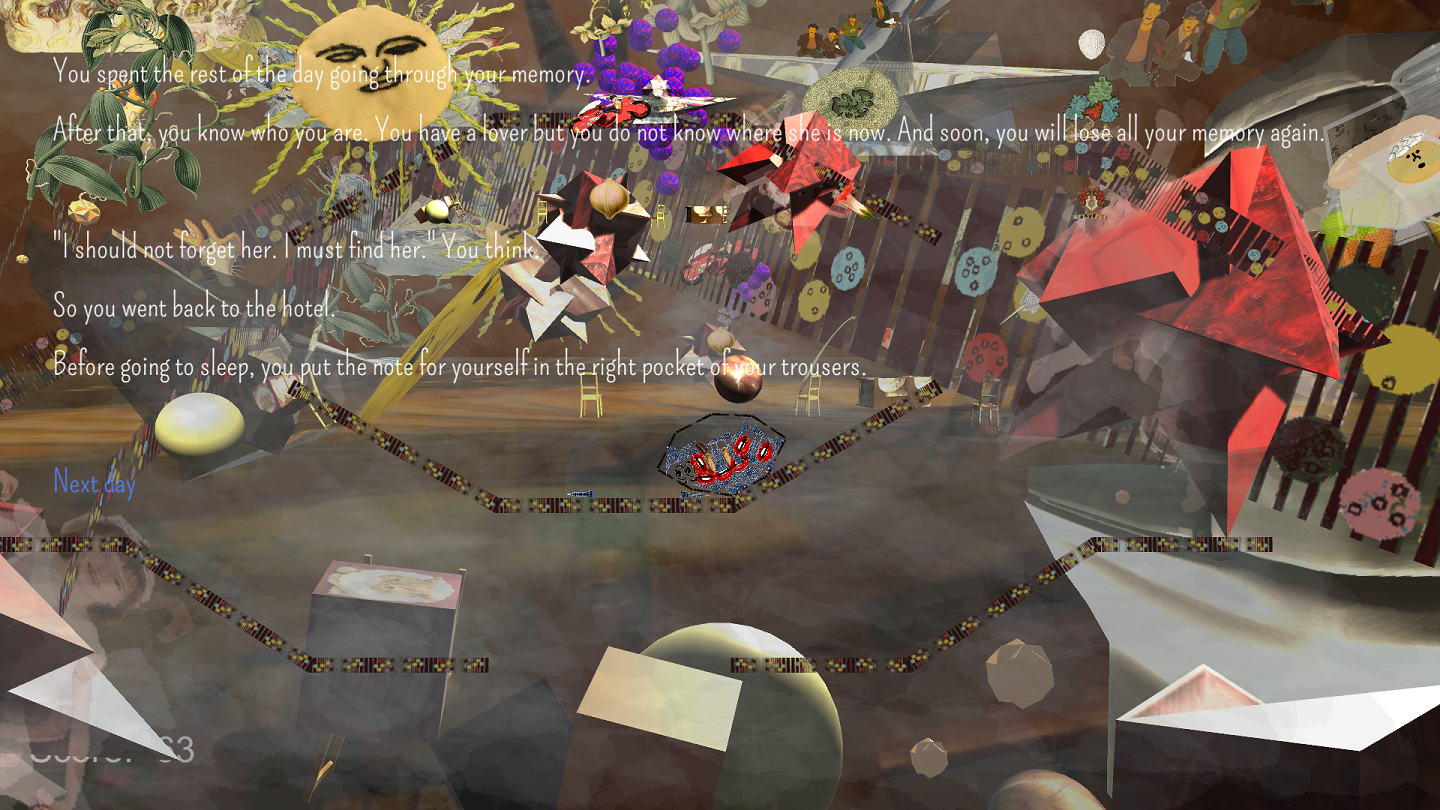 You spent the rest of the day going through your memory.
After that, you know who you are. You have a lover but you do not know where she is now. And soon, you will lose all your memory again.
"I should not forget her. I must find her." You think.
So you went back to the hotel.
Before going to sleep, you put the note for yourself in the right pocket of your trousers.
Next day